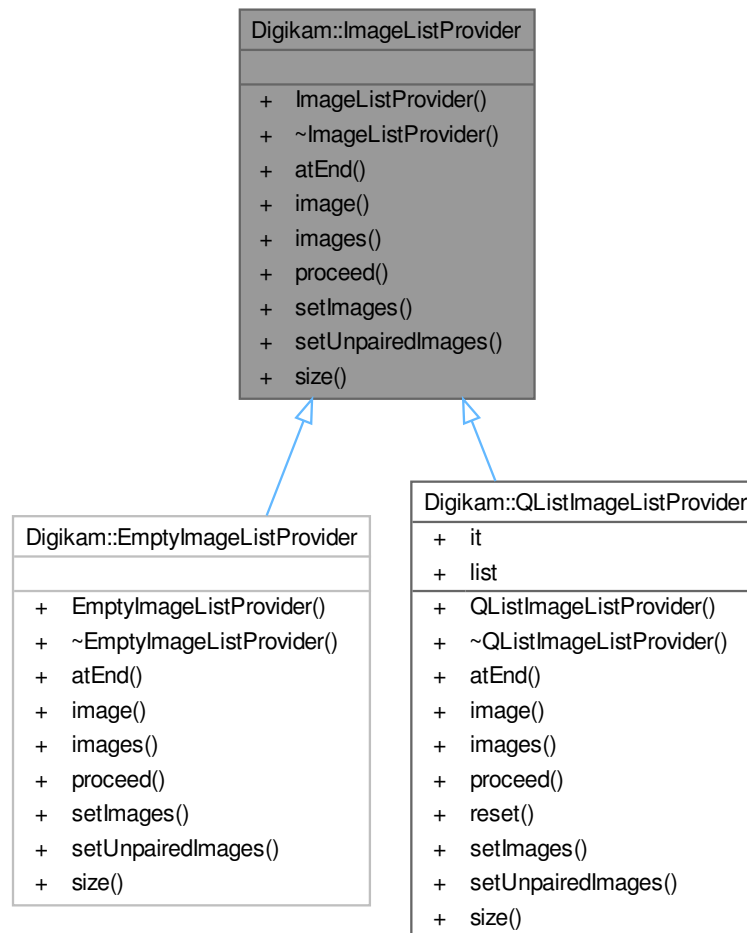 Digikam::ImageListProvider
+ ImageListProvider()
+ ~ImageListProvider()
+ atEnd()
+ image()
+ images()
+ proceed()
+ setImages()
+ setUnpairedImages()
+ size()
Digikam::EmptyImageListProvider
+ EmptyImageListProvider()
+ ~EmptyImageListProvider()
+ atEnd()
+ image()
+ images()
+ proceed()
+ setImages()
+ setUnpairedImages()
+ size()
Digikam::QListImageListProvider
+ it
+ list
+ QListImageListProvider()
+ ~QListImageListProvider()
+ atEnd()
+ image()
+ images()
+ proceed()
+ reset()
+ setImages()
+ setUnpairedImages()
+ size()